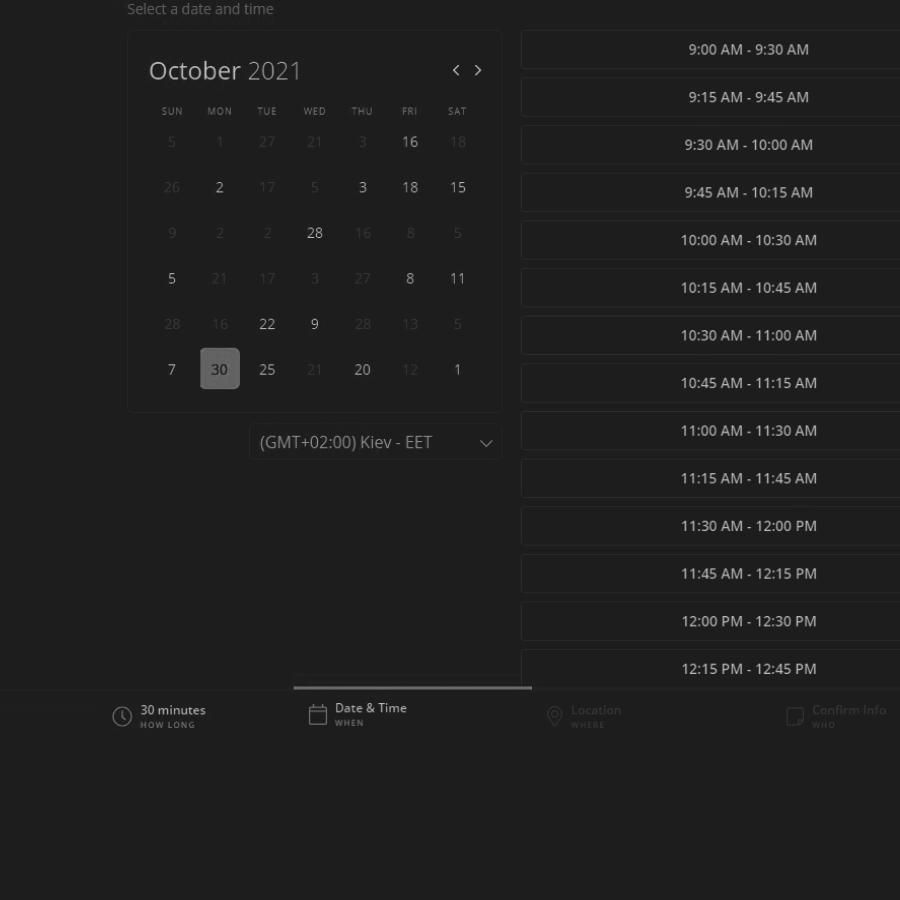 Select a date and time
October 2021
SUN MON TUE WED THU FRI SAT
5 1 27 21 3 16 18
26 2 17 5 3 18 15
9 2 2 28 16 8 5
5 21 17 3 27 8 11
28 16 22 9 28 13 5
7 30 25 21 20 12 1
(GMT+02:00) Kiev - EET
9:00 AM - 9:30 AM
9:15 AM - 9:45 AM
9:30 AM - 10:00 AM
9:45 AM - 10:15 AM
10:00 AM - 10:30 AM
10:15 AM - 10:45 AM
10:30 AM - 11:00 AM
10:45 AM - 11:15 AM
11:00 AM - 11:30 AM
11:15 AM - 11:45 AM
11:30 AM - 12:00 PM
11:45 AM - 12:15 PM
12:00 PM - 12:30 PM
12:15 PM - 12:45 PM
30 minutes
HOW LONG
Date & Time
WHEN
Location
WHERE
Confirm Info
WHO